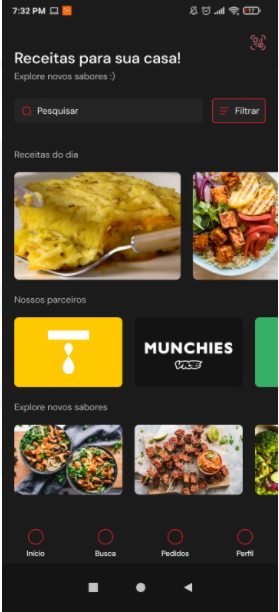 7:32 PM
17
Receitas para sua casa!
Explore novos sabores :)
Pesquisar
Filtrar
Receitas do dia
Nossos parceiros
MUNCHIES
VICE
Explore novos sabores
Início
Busca
Pedidos
Perfil